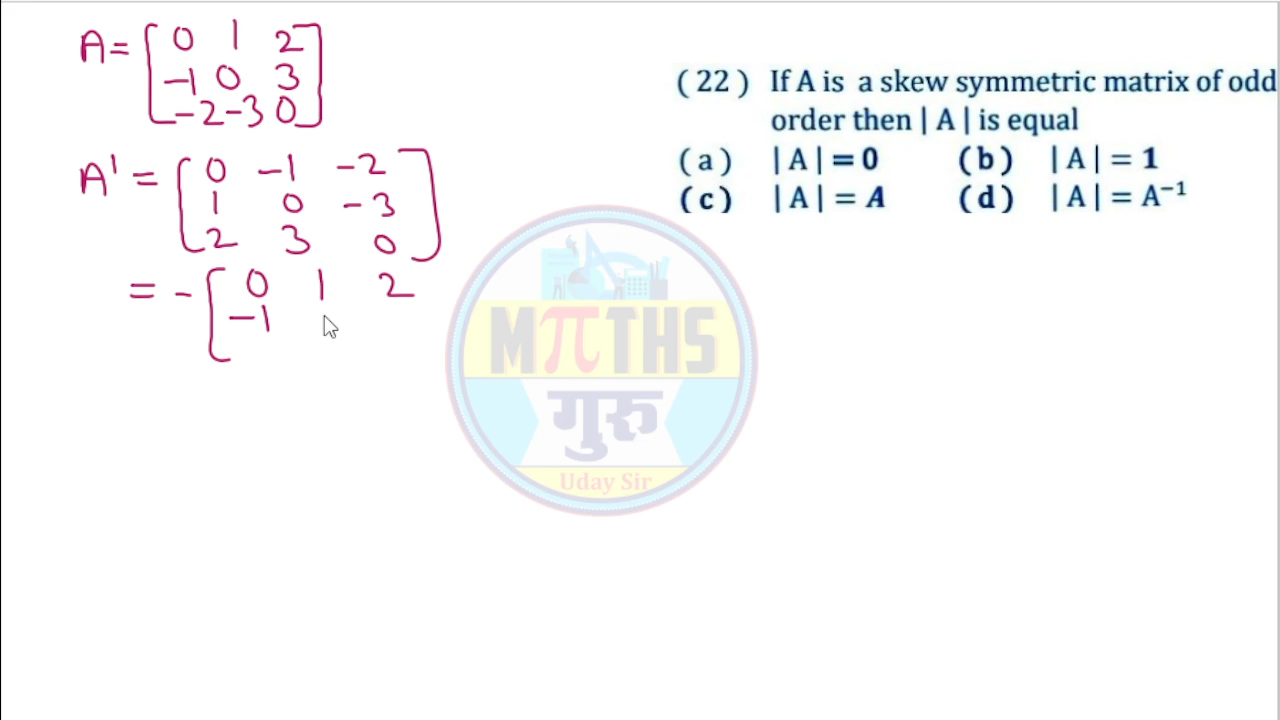 A = [ 0 1 2
-1 0 3
-2 -3 0 ]
A' = [ 0 -1 -2
1 0 -3
2 3 0 ]
= - [ 0 1 2
-1
( 22 ) If A is a skew symmetric matrix of odd
order then | A | is equal
( a ) | A | = 0 ( b ) | A | = 1
( c ) | A | = A ( d ) | A | = A⁻¹
MπTHS
गुरु
Uday Sir